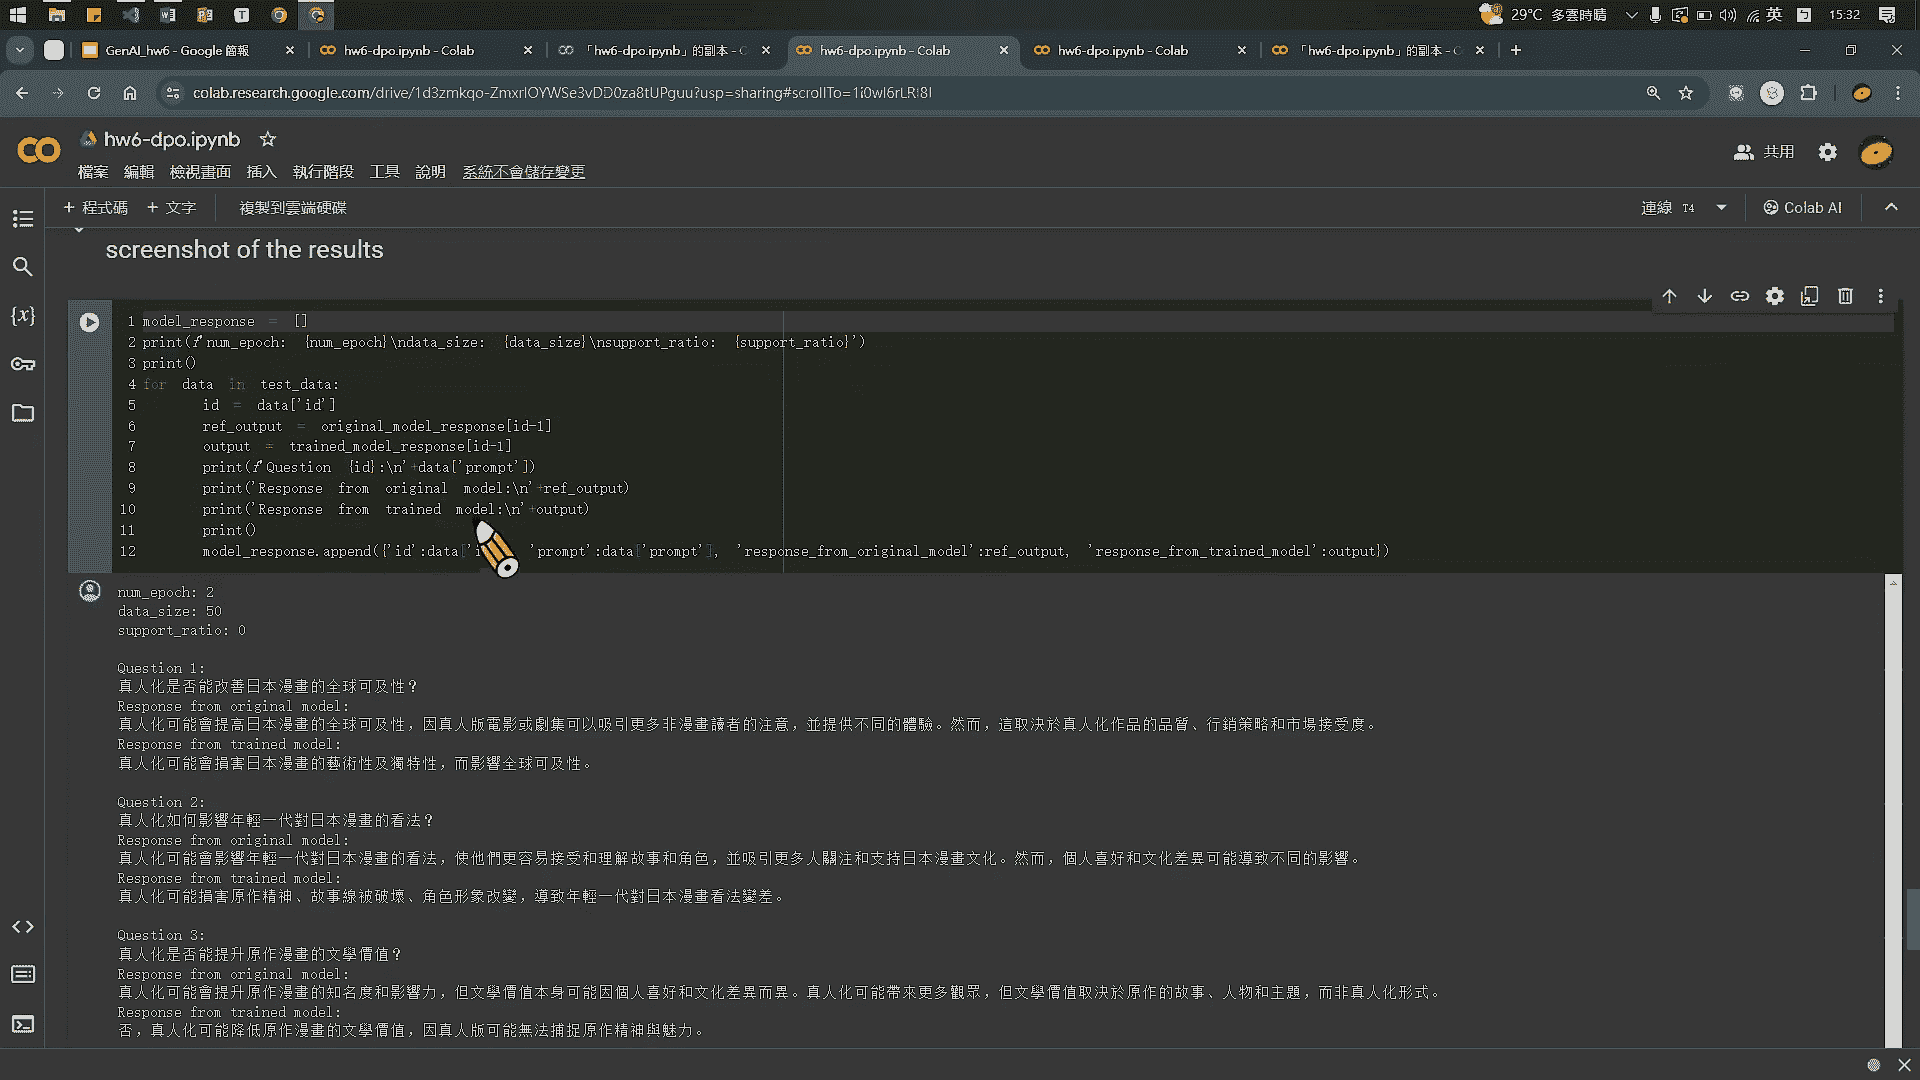 29°C 多雲時晴
英
15:32
GenAI_hw6 - Google 簡報
hw6-dpo.ipynb - Colab
「hw6-dpo.ipynb」的副本 - C
hw6-dpo.ipynb - Colab
hw6-dpo.ipynb - Colab
「hw6-dpo.ipynb」的副本 - C
hw6-dpo.ipynb
檔案 編輯 檢視畫面 插入 執行階段 工具 說明 系統不會儲存變更
共用
+ 程式碼 + 文字 複製到雲端硬碟
連線 T4
Colab AI
screenshot of the results
1 model_response = []
2 print(f'num_epoch: {num_epoch}\ndata_size: {data_size}\nsupport_ratio: {support_ratio}')
3 print()
4 for data in test_data:
5 id = data['id']
6 ref_output = original_model_response[id-1]
7 output = trained_model_response[id-1]
8 print(f'Question {id}:\n'+data['prompt'])
9 print('Response from original model:\n'+ref_output)
10 print('Response from trained model:\n'+output)
11 print()
12 model_response.append({'id':data[' 'prompt':data['prompt'], 'response_from_original_model':ref_output, 'response_from_trained_model':output})
num_epoch: 2
data_size: 50
support_ratio: 0
Question 1:
真人化是否能改善日本漫畫的全球可及性？
Response from original model:
真人化可能會提高日本漫畫的全球可及性，因真人版電影或劇集可以吸引更多非漫畫讀者的注意，並提供不同的體驗。然而，這取決於真人化作品的品質、行銷策略和市場接受度。
Response from trained model:
真人化可能會損害日本漫畫的藝術性及獨特性，而影響全球可及性。
Question 2:
真人化如何影響年輕一代對日本漫畫的看法？
Response from original model:
真人化可能會影響年輕一代對日本漫畫的看法，使他們更容易接受和理解故事和角色，並吸引更多人關注和支持日本漫畫文化。然而，個人喜好和文化差異可能導致不同的影響。
Response from trained model:
真人化可能損害原作精神、故事線被破壞、角色形象改變，導致年輕一代對日本漫畫看法變差。
Question 3:
真人化是否能提升原作漫畫的文學價值？
Response from original model:
真人化可能會提升原作漫畫的知名度和影響力，但文學價值本身可能因個人喜好和文化差異而異。真人化可能帶來更多觀眾，但文學價值取決於原作的故事、人物和主題，而非真人化形式。
Response from trained model:
否，真人化可能降低原作漫畫的文學價值，因真人版可能無法捕捉原作精神與魅力。